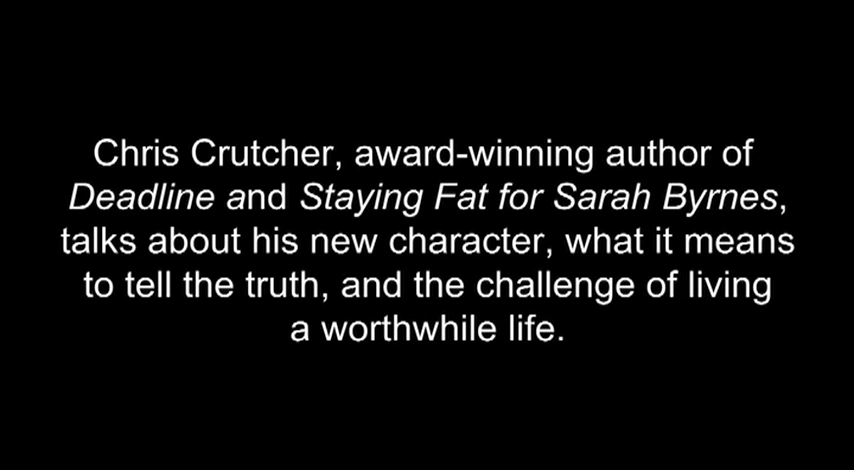 Chris Crutcher, award-winning author of
Deadline and Staying Fat for Sarah Byrnes,
talks about his new character, what it means
to tell the truth, and the challenge of living
a worthwhile life.